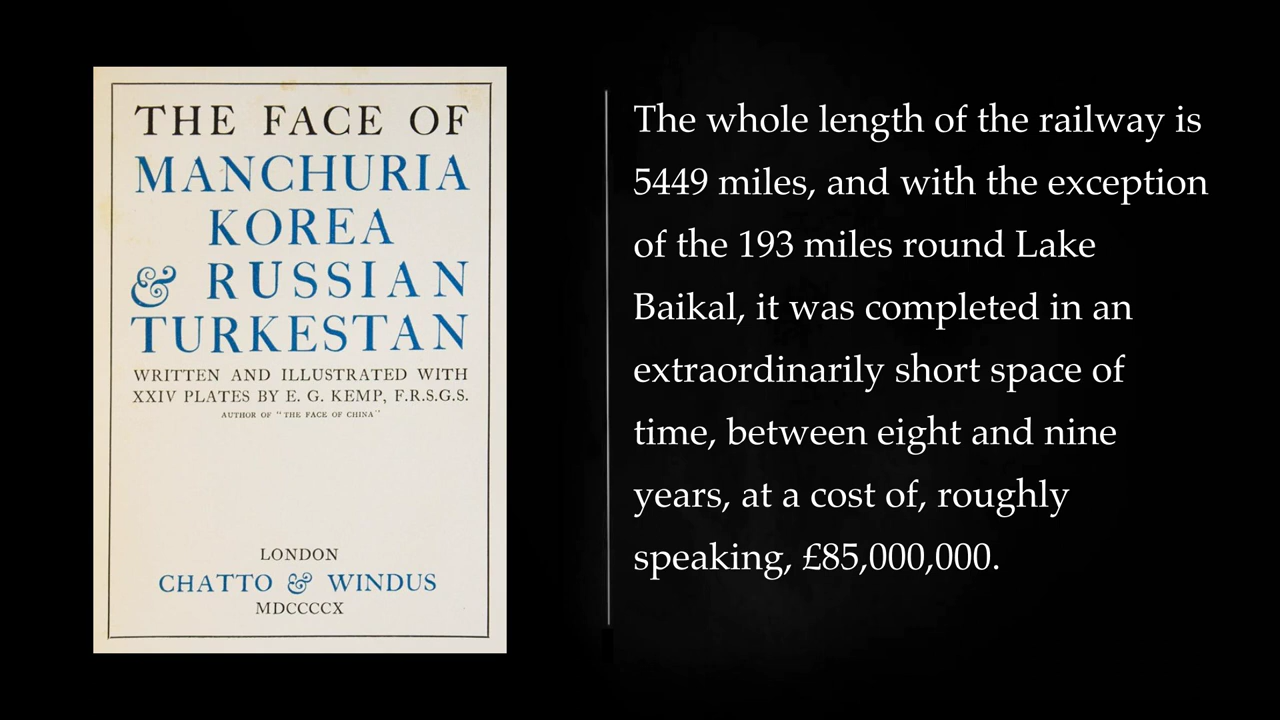 THE FACE OF
MANCHURIA
KOREA
& RUSSIAN
TURKESTAN
WRITTEN AND ILLUSTRATED WITH
XXIV PLATES BY E. G. KEMP, F.R.S.G.S.
AUTHOR OF "THE FACE OF CHINA"
LONDON
CHATTO & WINDUS
MDCCCCX
The whole length of the railway is
5449 miles, and with the exception
of the 193 miles round Lake
Baikal, it was completed in an
extraordinarily short space of
time, between eight and nine
years, at a cost of, roughly
speaking, £85,000,000.